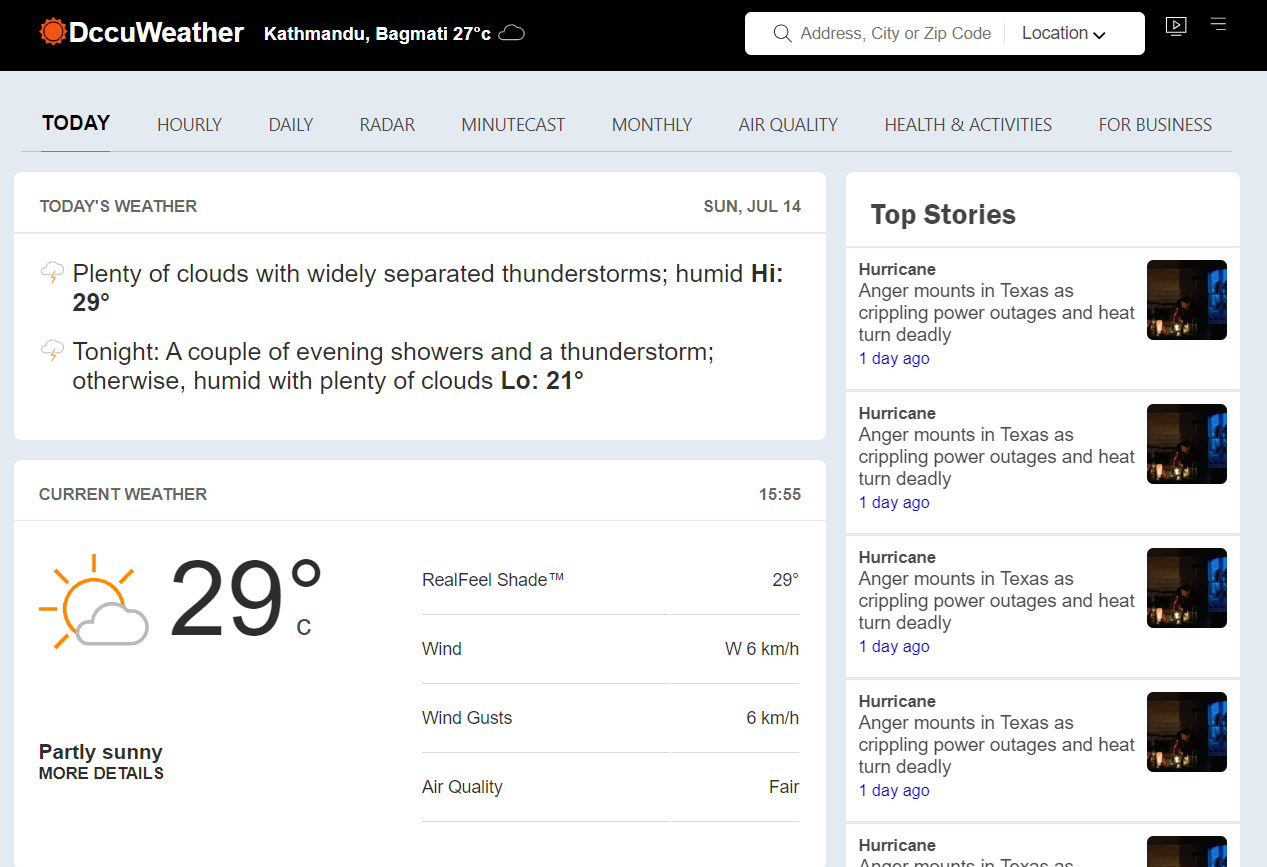 DccuWeather Kathmandu, Bagmati 27°c
Address, City or Zip Code Location
TODAY HOURLY DAILY RADAR MINUTECAST MONTHLY AIR QUALITY HEALTH & ACTIVITIES FOR BUSINESS
TODAY'S WEATHER SUN, JUL 14
Plenty of clouds with widely separated thunderstorms; humid Hi:
29°
Tonight: A couple of evening showers and a thunderstorm;
otherwise, humid with plenty of clouds Lo: 21°
CURRENT WEATHER 15:55
29°
C
Partly sunny
MORE DETAILS
RealFeel Shade™ 29°
Wind W 6 km/h
Wind Gusts 6 km/h
Air Quality Fair
Top Stories
Hurricane
Anger mounts in Texas as
crippling power outages and heat
turn deadly
1 day ago
Hurricane
Anger mounts in Texas as
crippling power outages and heat
turn deadly
1 day ago
Hurricane
Anger mounts in Texas as
crippling power outages and heat
turn deadly
1 day ago
Hurricane
Anger mounts in Texas as
crippling power outages and heat
turn deadly
1 day ago
Hurricane
Anger mounts in Texas as